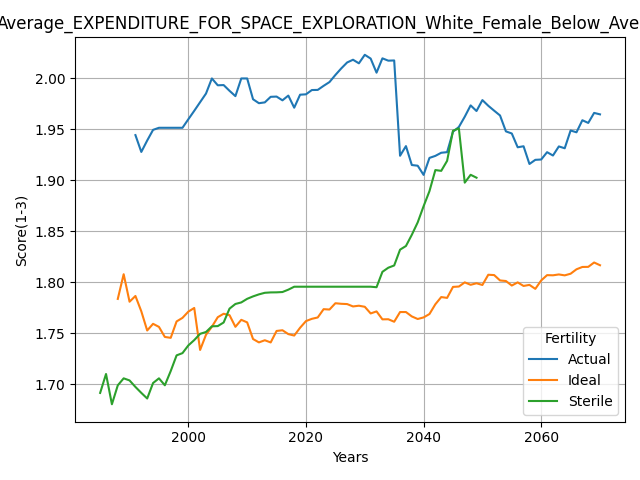 Average_EXPENDITURE_FOR_SPACE_EXPLORATION_White_Female_Below_Ave
2.00
1.95
1.90
1.85
1.80
1.75
1.70
Score(1-3)
2000
2020
2040
2060
Years
Fertility
Actual
Ideal
Sterile